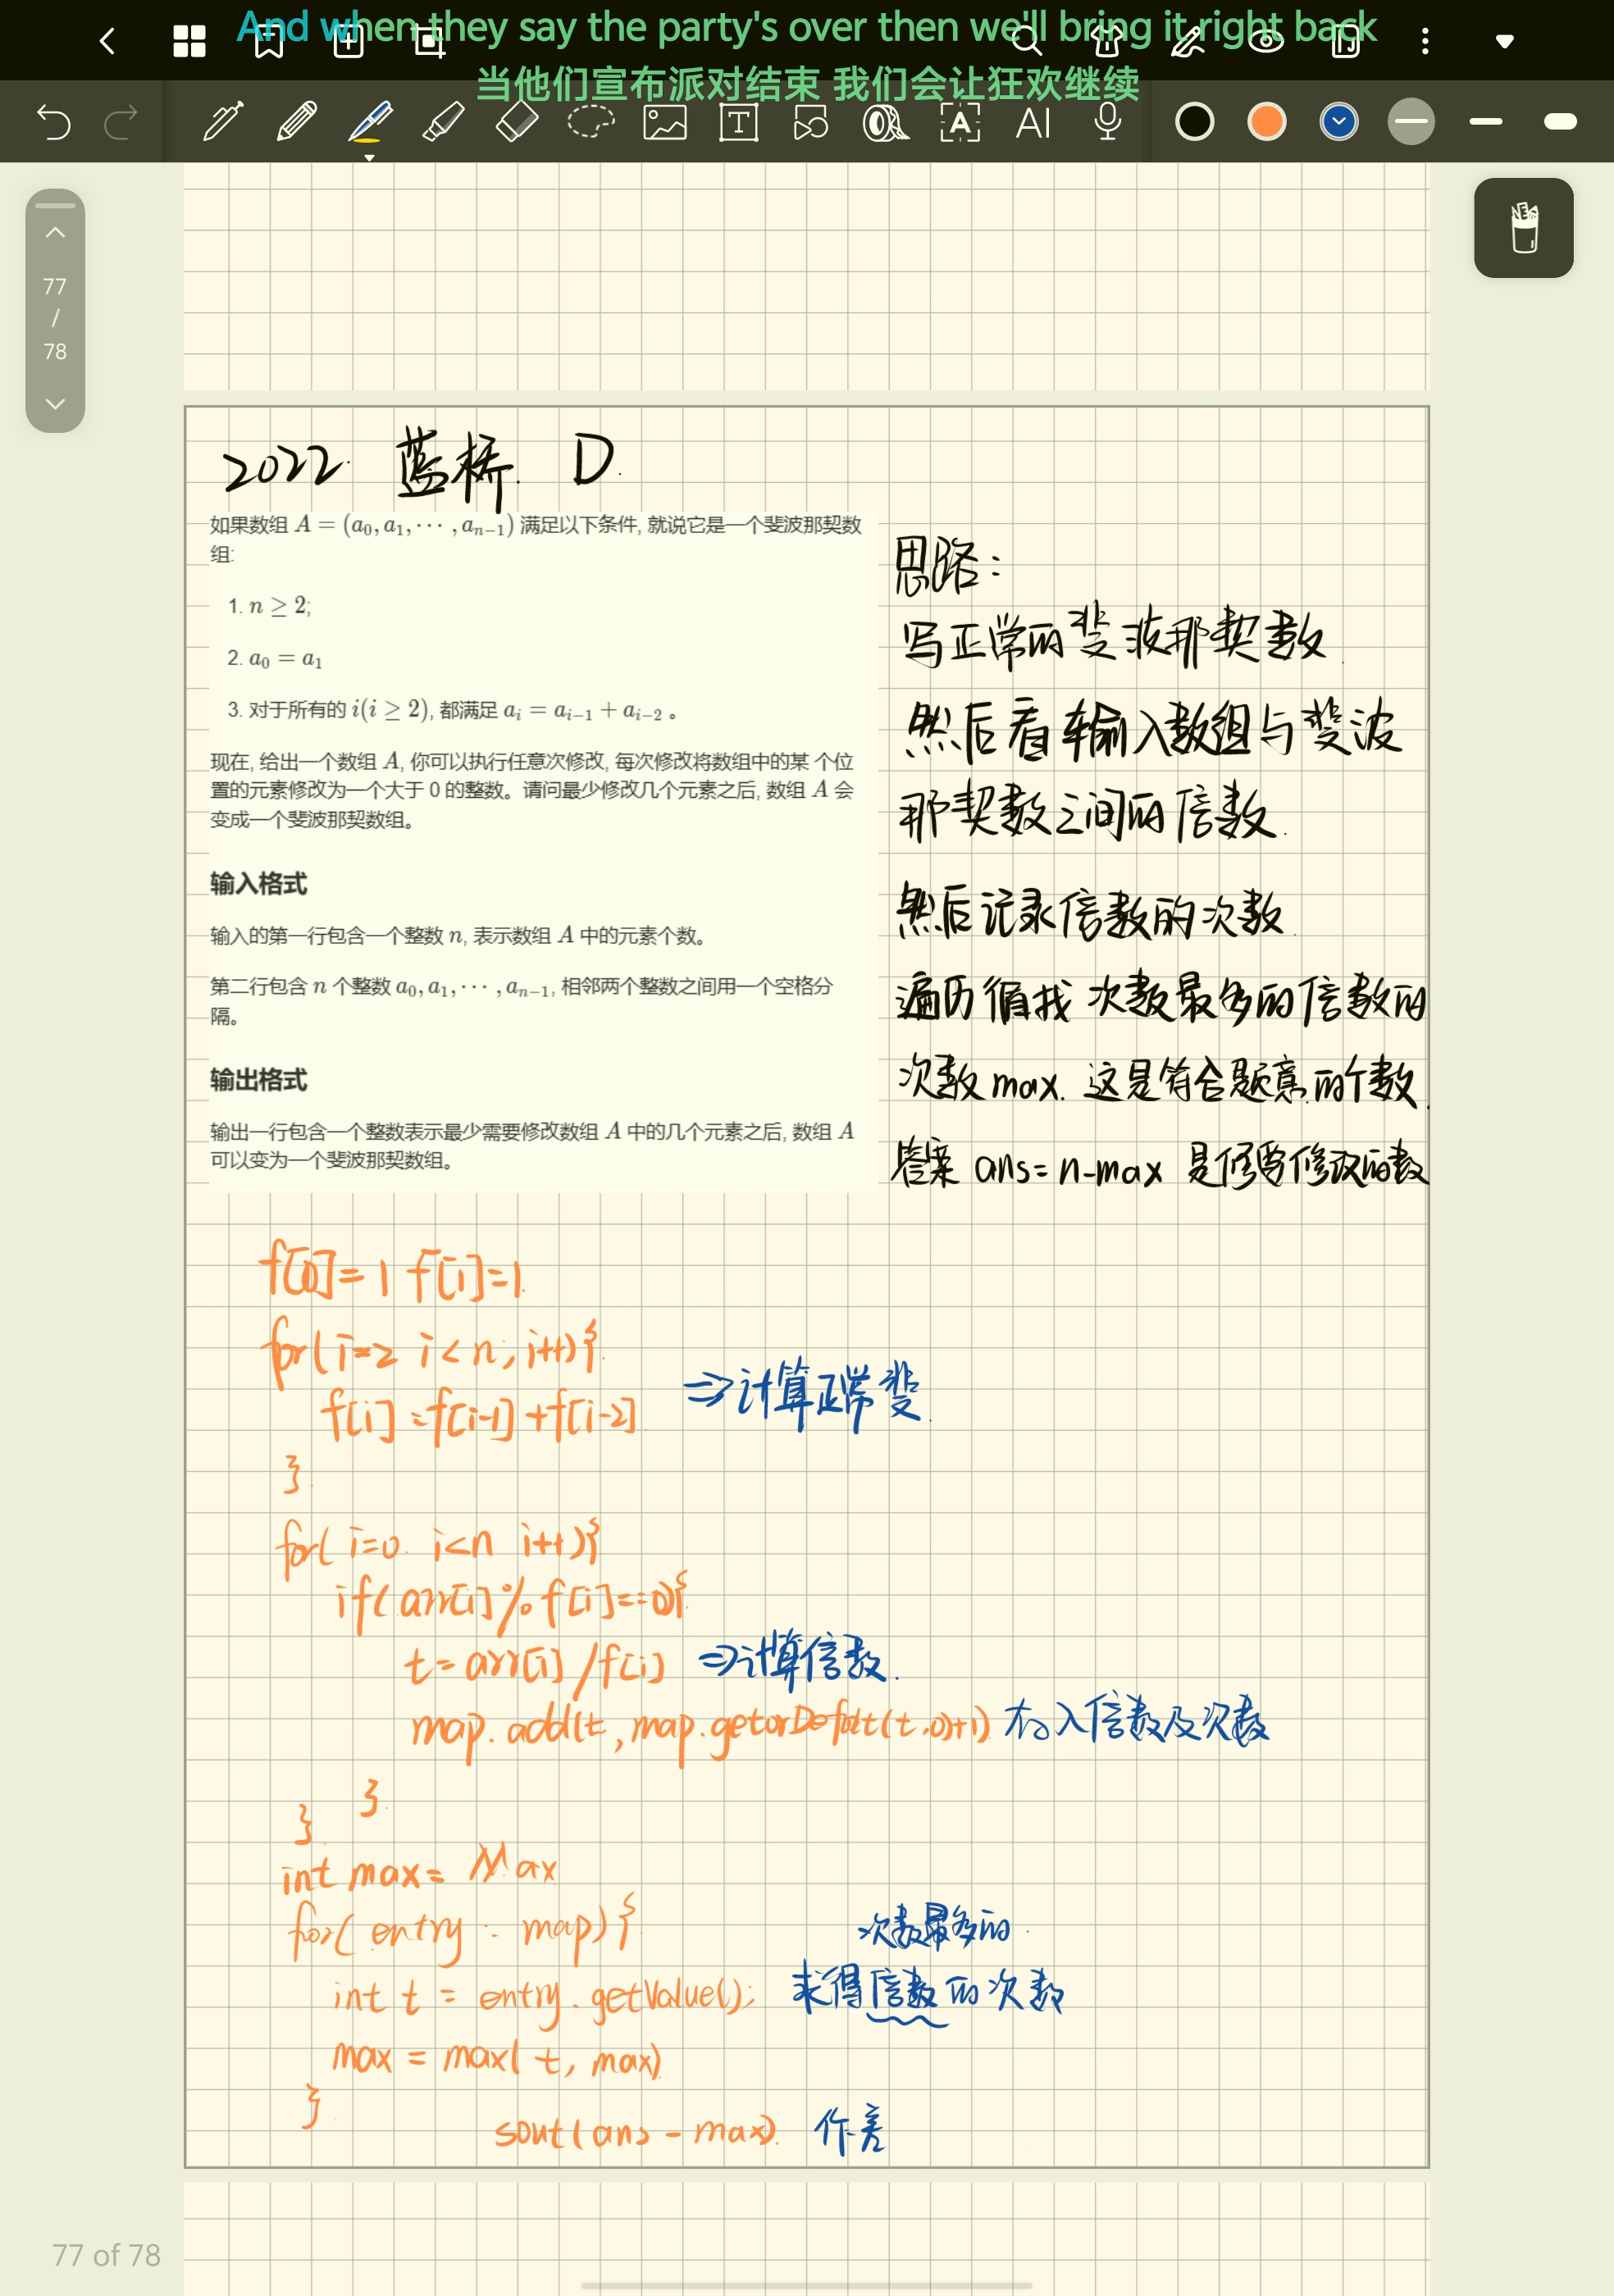 And when they say the party's over then we'll bring it right back
当他们宣布派对结束 我们会让狂欢继续
77
/
78
2022 蓝桥 D.
如果数组 A = (a₀, a₁, ⋯ , aₙ₋₁) 满足以下条件, 就说它是一个斐波那契数
组:
1. n ≥ 2;
2. a₀ = a₁
3. 对于所有的 i(i ≥ 2), 都满足 aᵢ = aᵢ₋₁ + aᵢ₋₂ 。
现在, 给出一个数组 A, 你可以执行任意次修改, 每次修改将数组中的某 个位
置的元素修改为一个大于 0 的整数。请问最少修改几个元素之后, 数组 A 会
变成一个斐波那契数组。
输入格式
输入的第一行包含一个整数 n, 表示数组 A 中的元素个数。
第二行包含 n 个整数 a₀, a₁, ⋯ , aₙ₋₁, 相邻两个整数之间用一个空格分
隔。
输出格式
输出一行包含一个整数表示最少需要修改数组 A 中的几个元素之后, 数组 A
可以变为一个斐波那契数组。
思路:
写正常的斐波那契数.
然后看输入数组与斐波
那契数之间的倍数.
然后记录倍数的次数.
遍历 找 次数最多的倍数的
次数max. 这是符合题意的个数.
答案 ans=n-max 是 要修改的数
f[0]=1 f[1]=1.
for(i=2 i<n, i++){
f[i]=f[i-1]+f[i-2] ⇒计算正常斐.
}
for( i=0. i<n i++){
if( arr[i]%f[i]==0){
t=arr[i]/f[i] ⇒计算倍数.
map.add(t, map.getorDefalt(t,0)+1) 存入倍数及次数
}
}
int max= Max
for( entry : map){
次数最多的
int t = entry.getValue(); 求得倍数的次数
max = max( t, max)
}
sout(ans - max). 作差
77 of 78